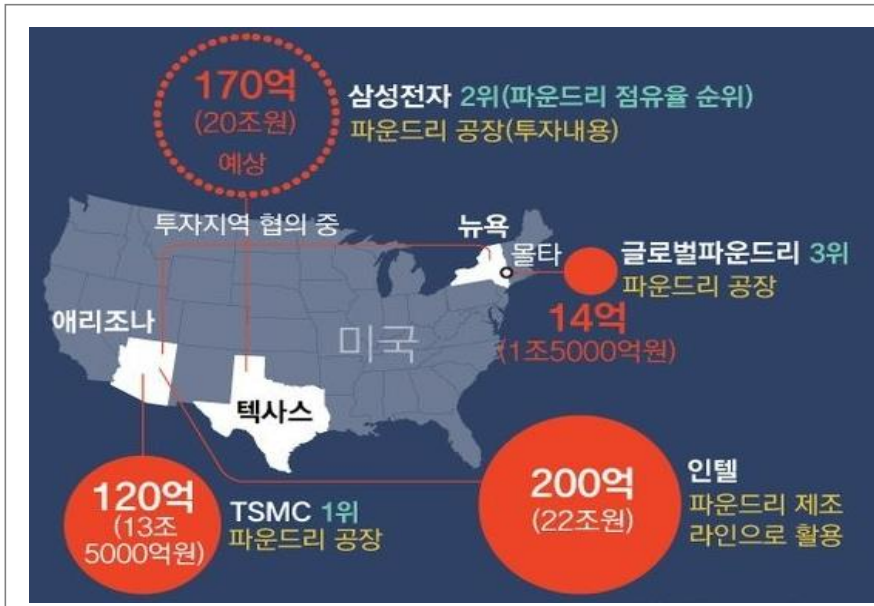 170억
(20조원)
예상
삼성전자 2위(파운드리 점유율 순위)
파운드리 공장(투자내용)
투자지역 협의 중
뉴욕
몰타
글로벌파운드리 3위
파운드리 공장
14억
(1조5000억원)
애리조나
미국
텍사스
120억
(13조
5000억원)
TSMC 1위
파운드리 공장
200억
(22조원)
인텔
파운드리 제조
라인으로 활용